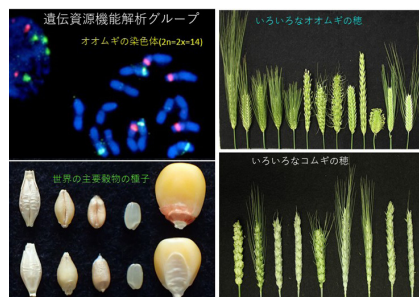 遺伝資源機能解析グループ
オオムギの染色体(2n=2x=14)
世界の主要穀物の種子
いろいろなオオムギの穂
いろいろなコムギの穂